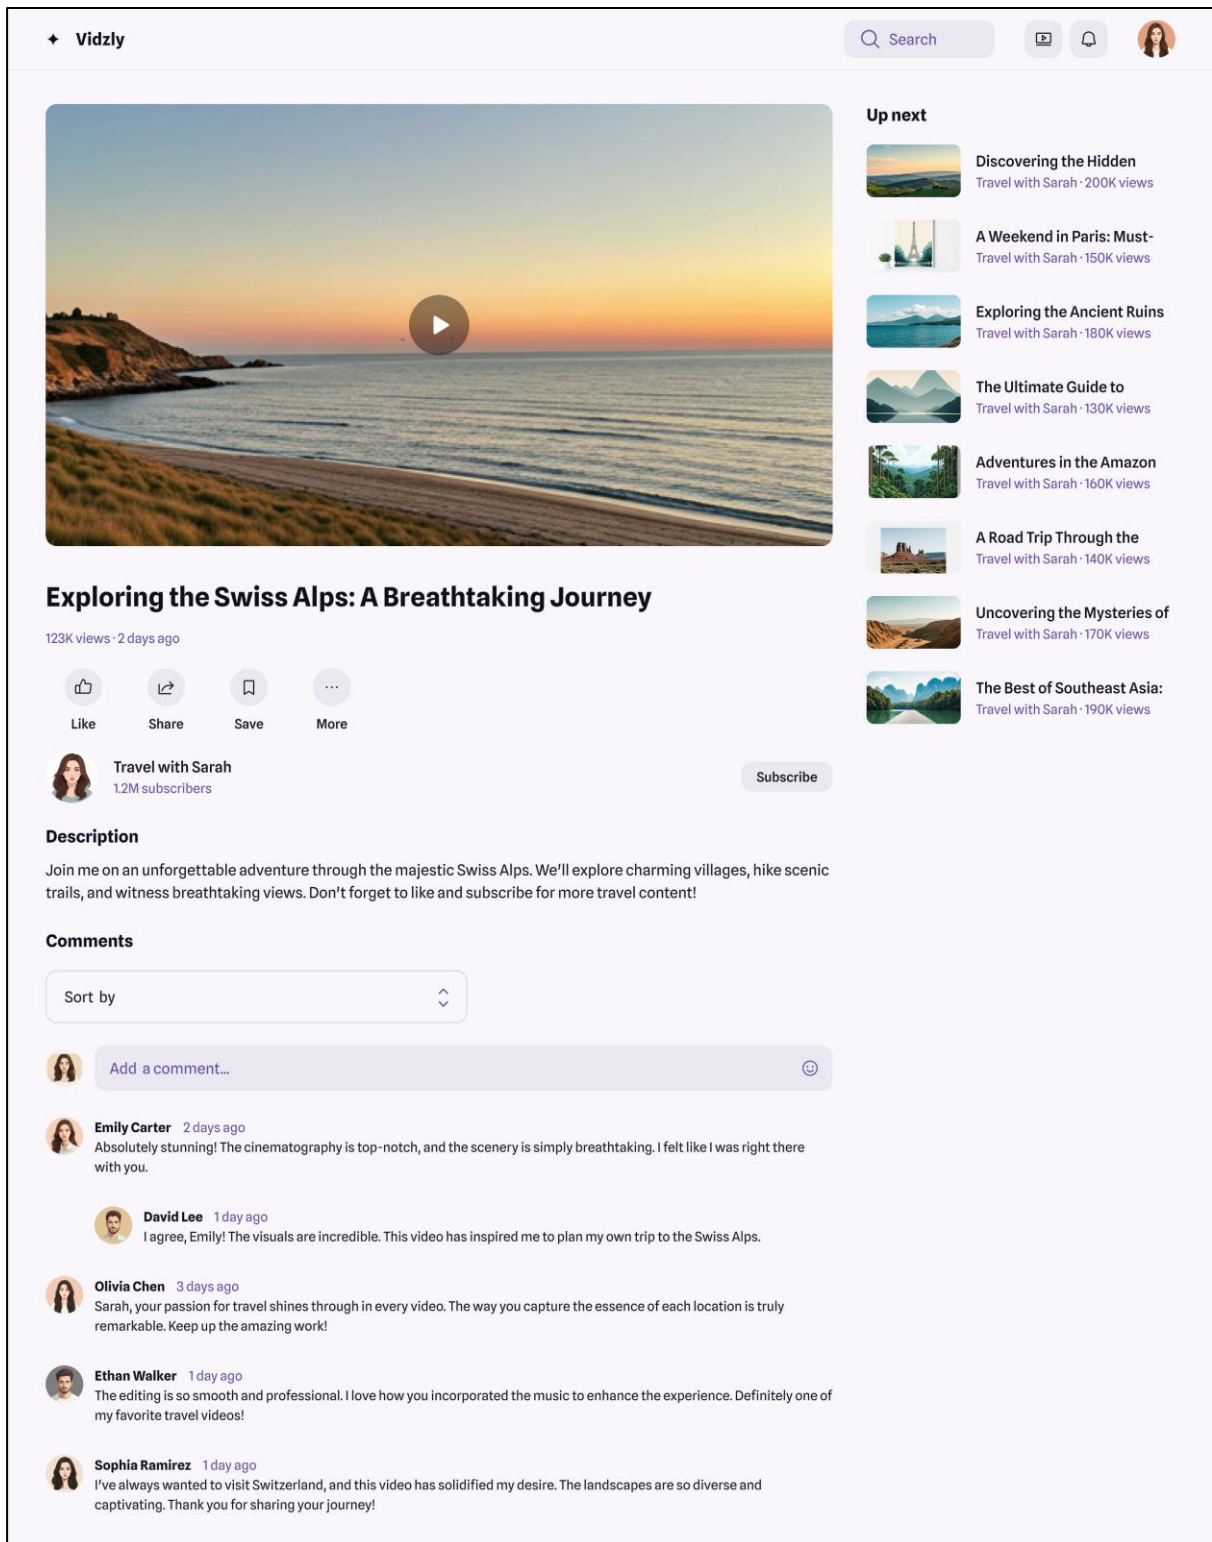 Vidzly
Search
Exploring the Swiss Alps: A Breathtaking Journey
123K views · 2 days ago
Like
Share
Save
More
Travel with Sarah
1.2M subscribers
Subscribe
Description
Join me on an unforgettable adventure through the majestic Swiss Alps. We'll explore charming villages, hike scenic
trails, and witness breathtaking views. Don't forget to like and subscribe for more travel content!
Comments
Sort by
Add a comment...
Emily Carter 2 days ago
Absolutely stunning! The cinematography is top-notch, and the scenery is simply breathtaking. I felt like I was right there
with you.
David Lee 1 day ago
I agree, Emily! The visuals are incredible. This video has inspired me to plan my own trip to the Swiss Alps.
Olivia Chen 3 days ago
Sarah, your passion for travel shines through in every video. The way you capture the essence of each location is truly
remarkable. Keep up the amazing work!
Ethan Walker 1 day ago
The editing is so smooth and professional. I love how you incorporated the music to enhance the experience. Definitely one of
my favorite travel videos!
Sophia Ramirez 1 day ago
I've always wanted to visit Switzerland, and this video has solidified my desire. The landscapes are so diverse and
captivating. Thank you for sharing your journey!
Up next
Discovering the Hidden
Travel with Sarah · 200K views
A Weekend in Paris: Must-
Travel with Sarah · 150K views
Exploring the Ancient Ruins
Travel with Sarah · 180K views
The Ultimate Guide to
Travel with Sarah · 130K views
Adventures in the Amazon
Travel with Sarah · 160K views
A Road Trip Through the
Travel with Sarah · 140K views
Uncovering the Mysteries of
Travel with Sarah · 170K views
The Best of Southeast Asia:
Travel with Sarah · 190K views